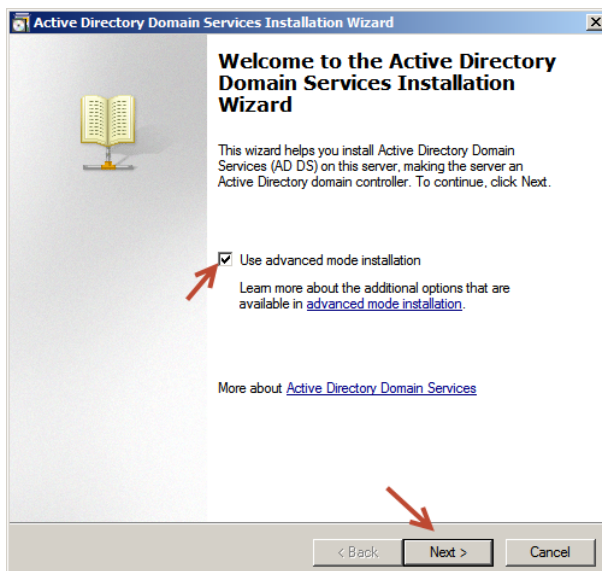 Active Directory Domain Services Installation Wizard
Welcome to the Active Directory
Domain Services Installation
Wizard
This wizard helps you install Active Directory Domain
Services (AD DS) on this server, making the server an
Active Directory domain controller. To continue, click Next.
Use advanced mode installation
Learn more about the additional options that are
available in advanced mode installation.
More about Active Directory Domain Services
< Back
Next >
Cancel